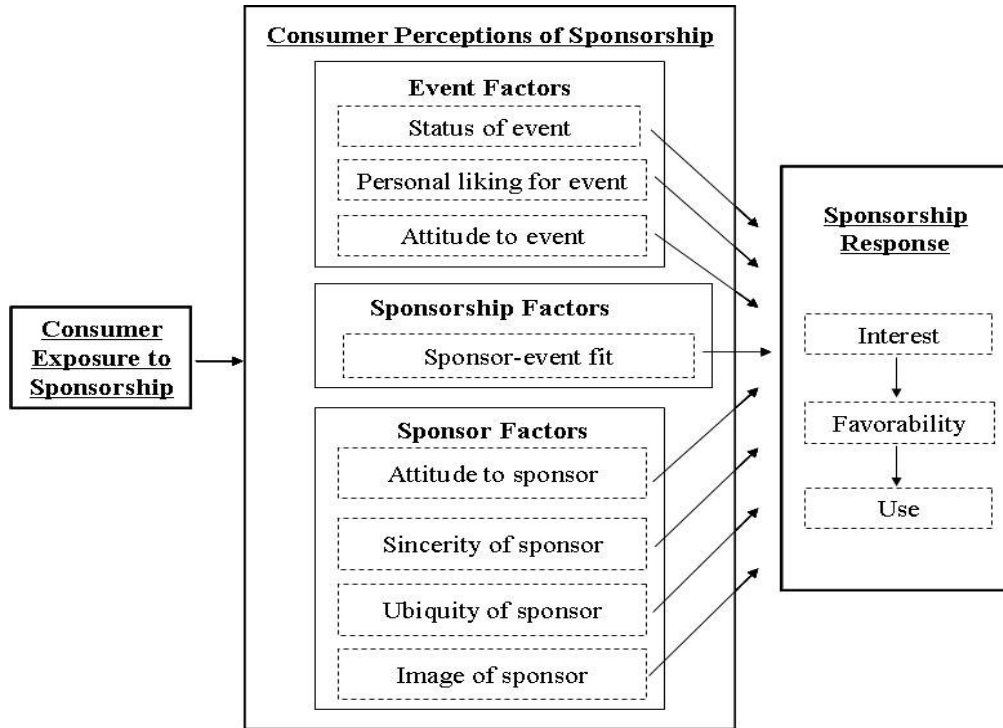 Consumer
Exposure to
Sponsorship
Consumer Perceptions of Sponsorship
Event Factors
Status of event
Personal liking for event
Attitude to event
Sponsorship Factors
Sponsor-event fit
Sponsor Factors
Attitude to sponsor
Sincerity of sponsor
Ubiquity of sponsor
Image of sponsor
Sponsorship
Response
Interest
Favorability
Use